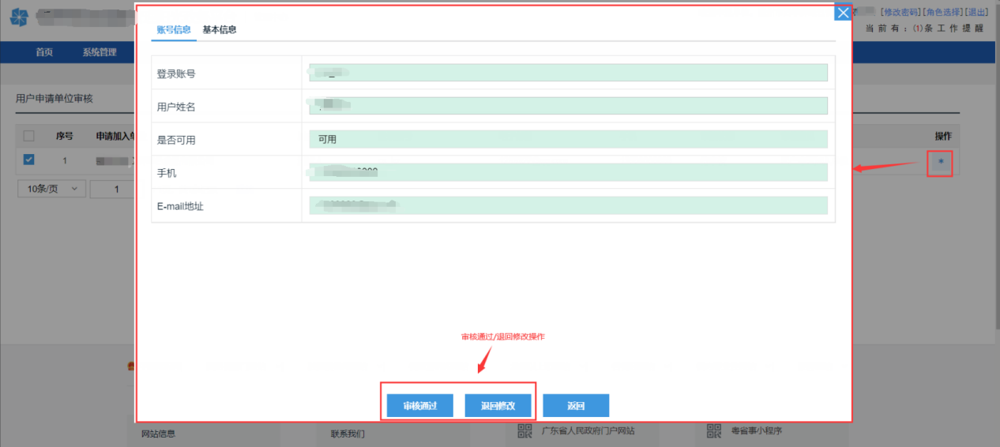 [修改密码][角色选择][退出]
当前有：(1)条工作提醒
首页 系统管理
账号信息 基本信息
用户申请单位审核
序号 申请加入单 操作
1
10条/页 1
登录账号
用户姓名
是否可用 可用
手机
E-mail地址
审核通过/退回修改操作
审核通过 退回修改 返回
网站信息 联系我们 广东省人民政府门户网站 粤省事小程序